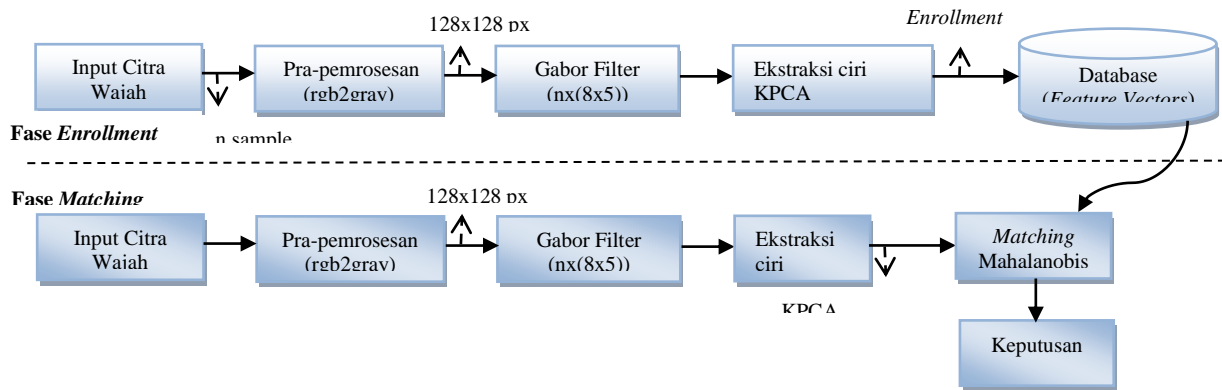 128x128 px
Enrollment
Input Citra
Wajah
Pra-pemrosesan
(rgb2gray)
Gabor Filter
(nx(8x5))
Ekstraksi ciri
KPCA
Database
(Feature Vectors)
n sample
Fase Enrollment
Fase Matching
128x128 px
Input Citra
Wajah
Pra-pemrosesan
(rgb2gray)
Gabor Filter
(nx(8x5))
Ekstraksi
ciri
Matching
Mahalanobis
KPCA
Keputusan